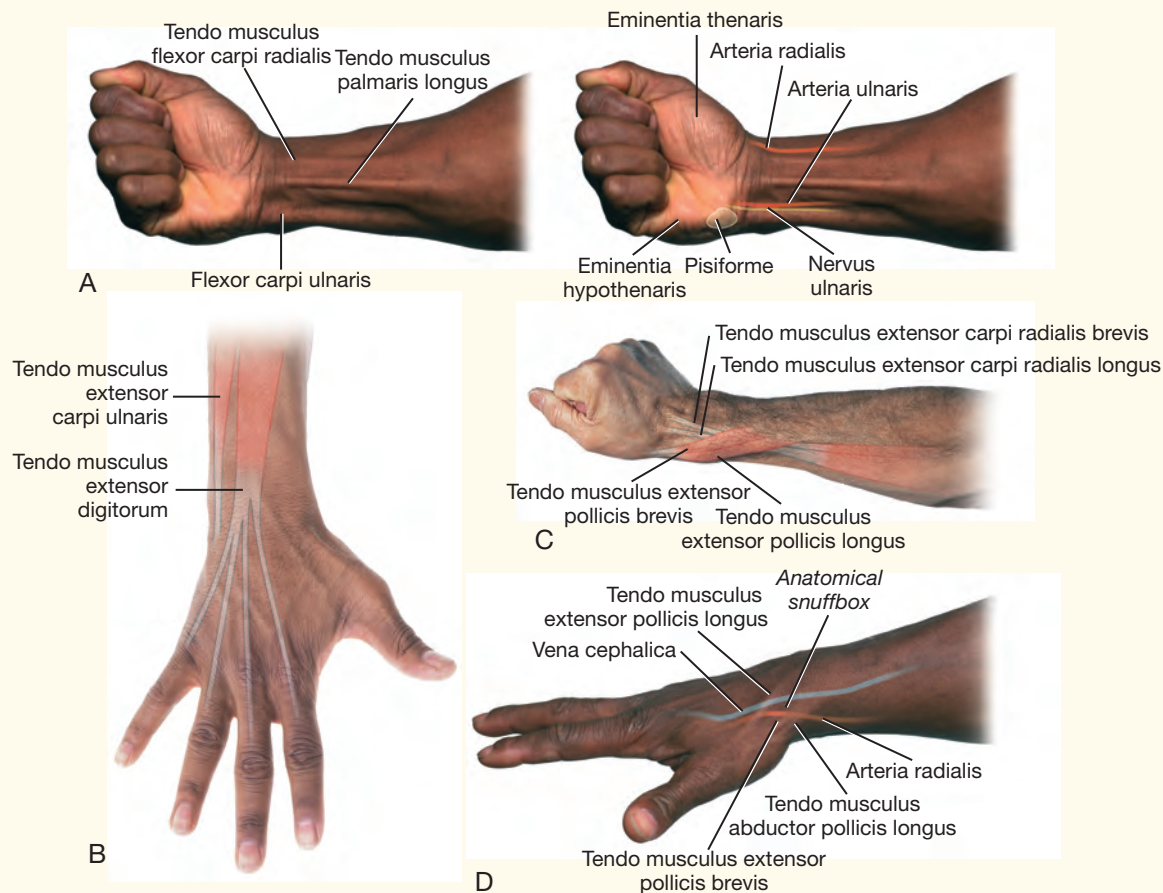 Tendo musculus
flexor carpi radialis
Tendo musculus
palmaris longus
Flexor carpi ulnaris
A
Eminentia thenaris
Arteria radialis
Arteria ulnaris
Eminentia
hypothenaris
Pisiforme
Nervus
ulnaris
Tendo musculus
extensor
carpi ulnaris
Tendo musculus
extensor
digitorum
B
Tendo musculus extensor carpi radialis brevis
Tendo musculus extensor carpi radialis longus
Tendo musculus extensor
pollicis brevis
Tendo musculus
extensor pollicis longus
C
Anatomical
snuffbox
Tendo musculus
extensor pollicis longus
Vena cephalica
Arteria radialis
Tendo musculus
abductor pollicis longus
Tendo musculus extensor
pollicis brevis
D